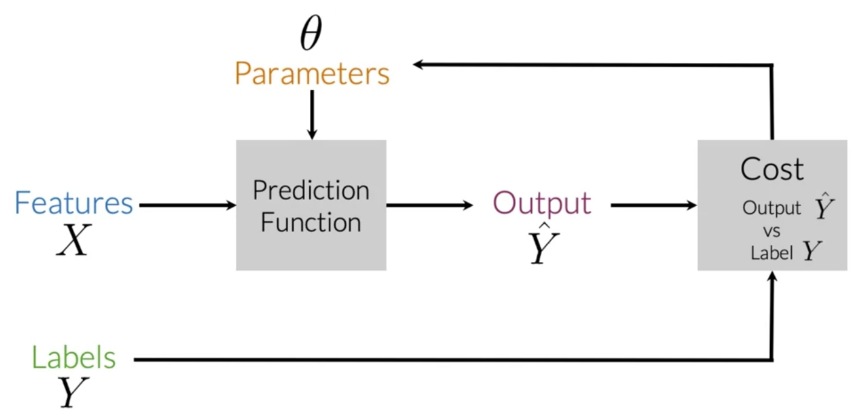 θ
Parameters
Features
X
Prediction
Function
Output
Ŷ
Cost
Output Ŷ
vs
Label Y
Labels
Y